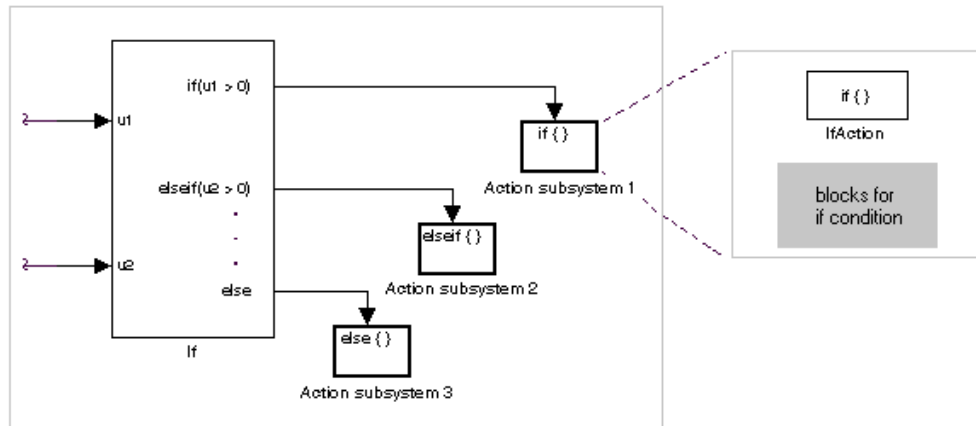 if(u1 > 0)
u1
if { }
Action subsystem 1
elseif(u2 > 0)
elseif { }
Action subsystem 2
u2
else
else { }
If
Action subsystem 3
if { }
IfAction
blocks for
if condition